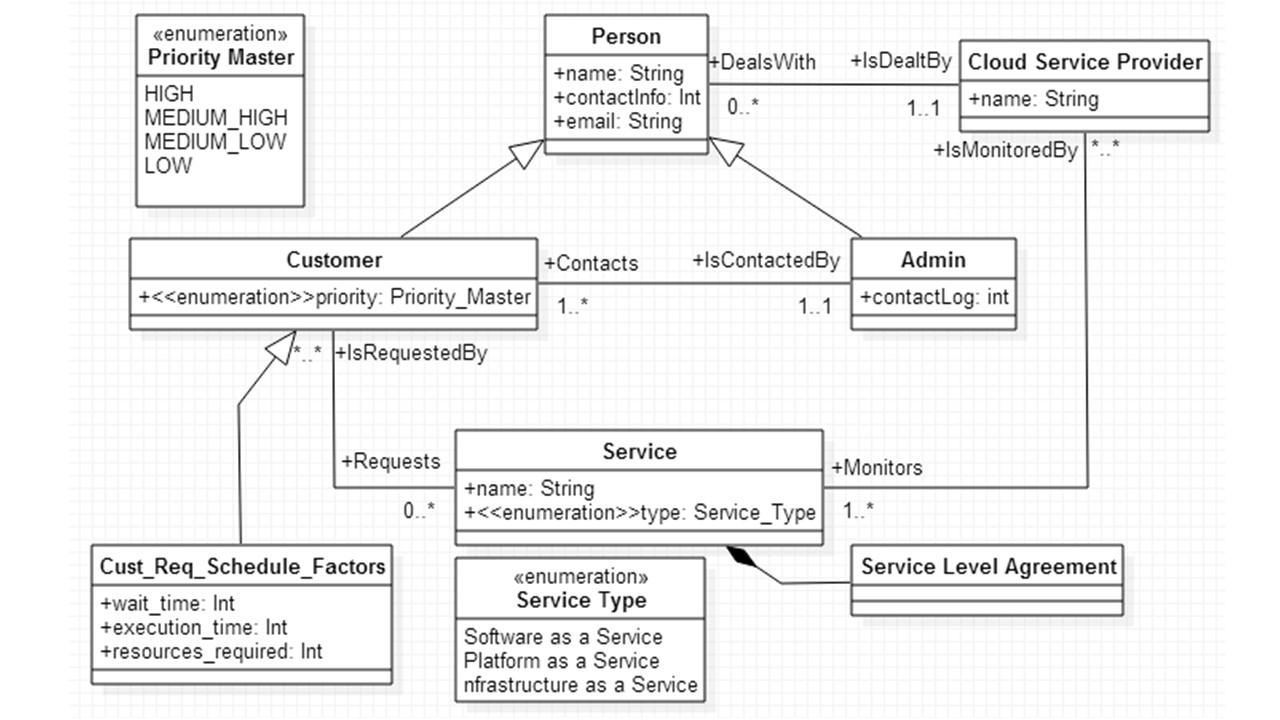 «enumeration»
Priority Master
HIGH
MEDIUM_HIGH
MEDIUM_LOW
LOW
Person
+name: String
+contactInfo: Int
+email: String
+DealsWith
0..*
+IsDealtBy
1..1
Cloud Service Provider
+name: String
+IsMonitoredBy
*..*
Customer
+<<enumeration>>priority: Priority_Master
+Contacts
1..*
+IsContactedBy
1..1
Admin
+contactLog: int
*..*
+IsRequestedBy
+Requests
0..*
Service
+name: String
+<<enumeration>>type: Service_Type
+Monitors
1..*
Cust_Req_Schedule_Factors
+wait_time: Int
+execution_time: Int
+resources_required: Int
«enumeration»
Service Type
Software as a Service
Platform as a Service
nfrastructure as a Service
Service Level Agreement